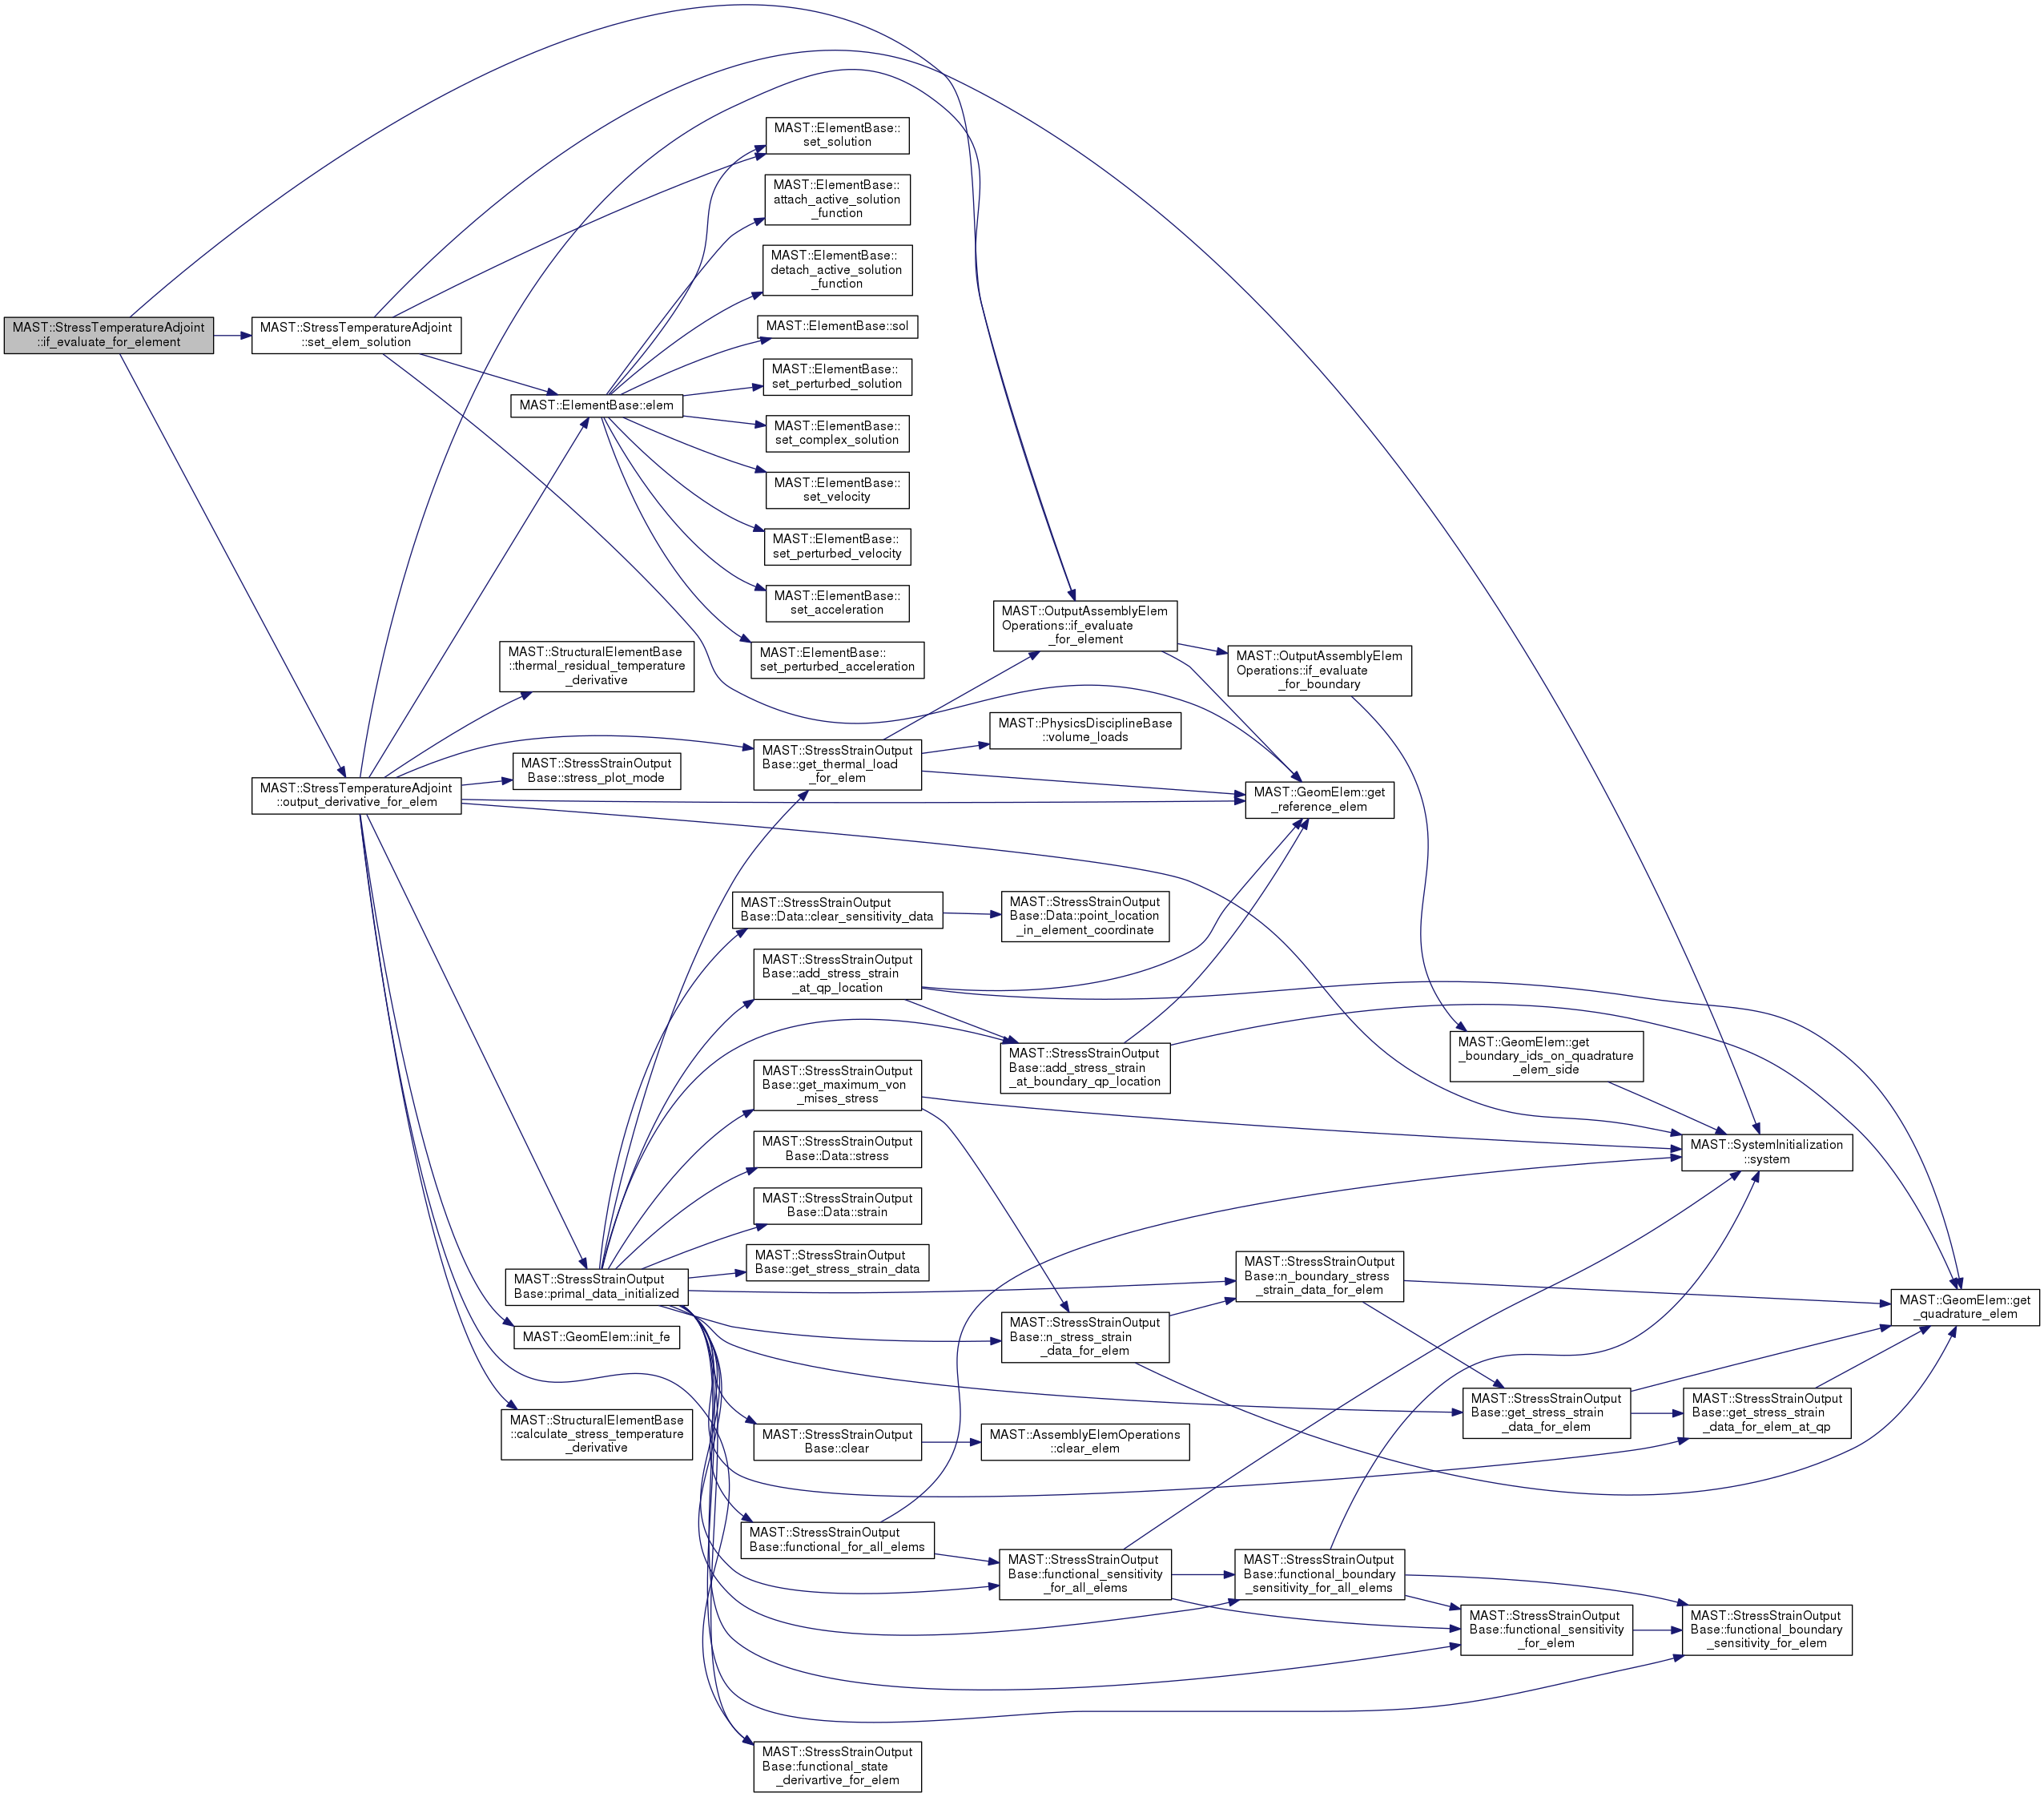 MAST::StressTemperatureAdjoint
::if_evaluate_for_element
MAST::StressTemperatureAdjoint
::set_elem_solution
MAST::StressTemperatureAdjoint
::output_derivative_for_elem
MAST::ElementBase::elem
MAST::StructuralElementBase
::thermal_residual_temperature
_derivative
MAST::StressStrainOutput
Base::stress_plot_mode
MAST::StressStrainOutput
Base::primal_data_initialized
MAST::GeomElem::init_fe
MAST::StructuralElementBase
::calculate_stress_temperature
_derivative
MAST::ElementBase::
set_solution
MAST::ElementBase::
attach_active_solution
_function
MAST::ElementBase::
detach_active_solution
_function
MAST::ElementBase::sol
MAST::ElementBase::
set_perturbed_solution
MAST::ElementBase::
set_complex_solution
MAST::ElementBase::
set_velocity
MAST::ElementBase::
set_perturbed_velocity
MAST::ElementBase::
set_acceleration
MAST::ElementBase::
set_perturbed_acceleration
MAST::StressStrainOutput
Base::get_thermal_load
_for_elem
MAST::StressStrainOutput
Base::Data::clear_sensitivity_data
MAST::StressStrainOutput
Base::add_stress_strain
_at_qp_location
MAST::StressStrainOutput
Base::get_maximum_von
_mises_stress
MAST::StressStrainOutput
Base::Data::stress
MAST::StressStrainOutput
Base::Data::strain
MAST::StressStrainOutput
Base::get_stress_strain_data
MAST::StressStrainOutput
Base::clear
MAST::StressStrainOutput
Base::functional_for_all_elems
MAST::StressStrainOutput
Base::functional_state
_derivartive_for_elem
MAST::OutputAssemblyElem
Operations::if_evaluate
_for_element
MAST::PhysicsDisciplineBase
::volume_loads
MAST::StressStrainOutput
Base::Data::point_location
_in_element_coordinate
MAST::StressStrainOutput
Base::add_stress_strain
_at_boundary_qp_location
MAST::StressStrainOutput
Base::n_stress_strain
_data_for_elem
MAST::AssemblyElemOperations
::clear_elem
MAST::StressStrainOutput
Base::functional_sensitivity
_for_all_elems
MAST::OutputAssemblyElem
Operations::if_evaluate
_for_boundary
MAST::GeomElem::get
_reference_elem
MAST::StressStrainOutput
Base::n_boundary_stress
_strain_data_for_elem
MAST::StressStrainOutput
Base::functional_boundary
_sensitivity_for_all_elems
MAST::GeomElem::get
_boundary_ids_on_quadrature
_elem_side
MAST::StressStrainOutput
Base::get_stress_strain
_data_for_elem
MAST::StressStrainOutput
Base::functional_sensitivity
_for_elem
MAST::SystemInitialization
::system
MAST::StressStrainOutput
Base::get_stress_strain
_data_for_elem_at_qp
MAST::StressStrainOutput
Base::functional_boundary
_sensitivity_for_elem
MAST::GeomElem::get
_quadrature_elem